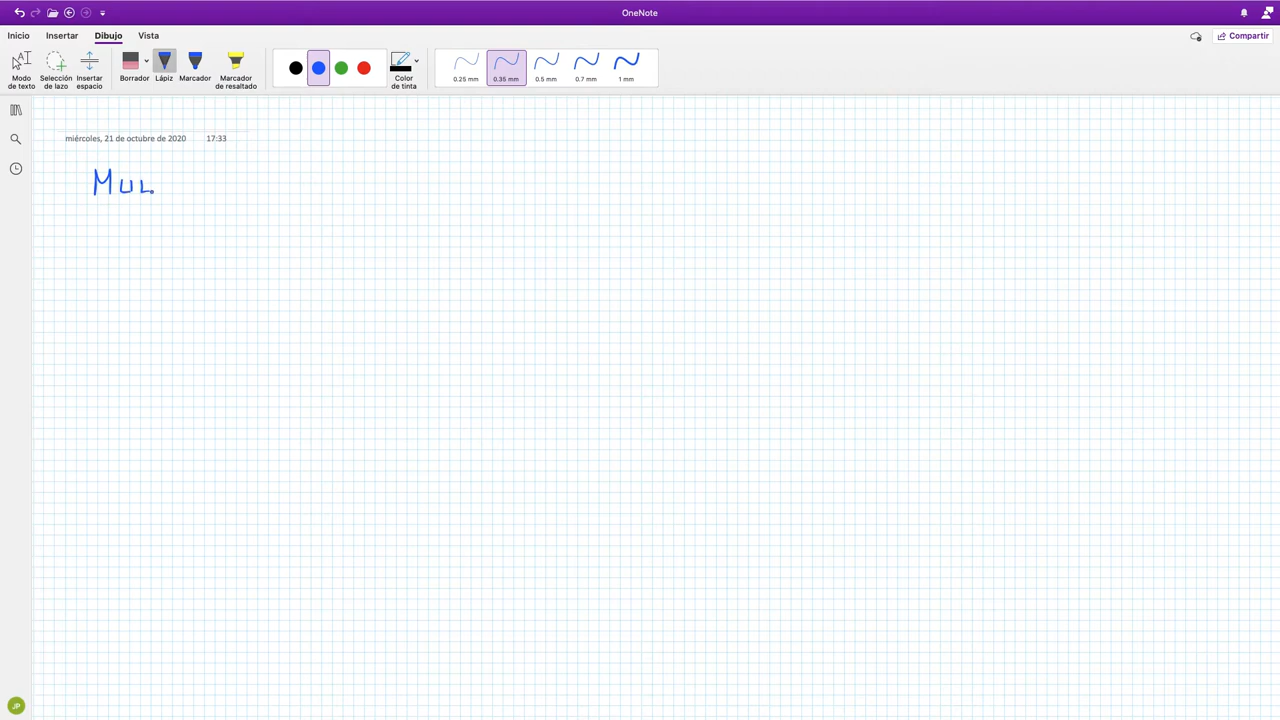 OneNote
Inicio Insertar Dibujo Vista Compartir
Modo de texto
Selección de lazo
Insertar espacio
Borrador
Lápiz
Marcador
Marcador de resaltado
Color de tinta
0.25 mm 0.35 mm 0.5 mm 0.7 mm 1 mm
miércoles, 21 de octubre de 2020 17:33
MUL
JP